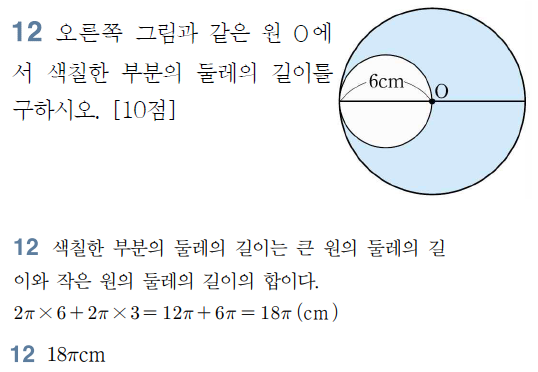 12 오른쪽 그림과 같은 원 O에
서 색칠한 부분의 둘레의 길이를
구하시오. [10점]
6cm
O
12 색칠한 부분의 둘레의 길이는 큰 원의 둘레의 길
이와 작은 원의 둘레의 길이의 합이다.
2π×6+2π×3=12π+6π=18π(cm)
12 18πcm